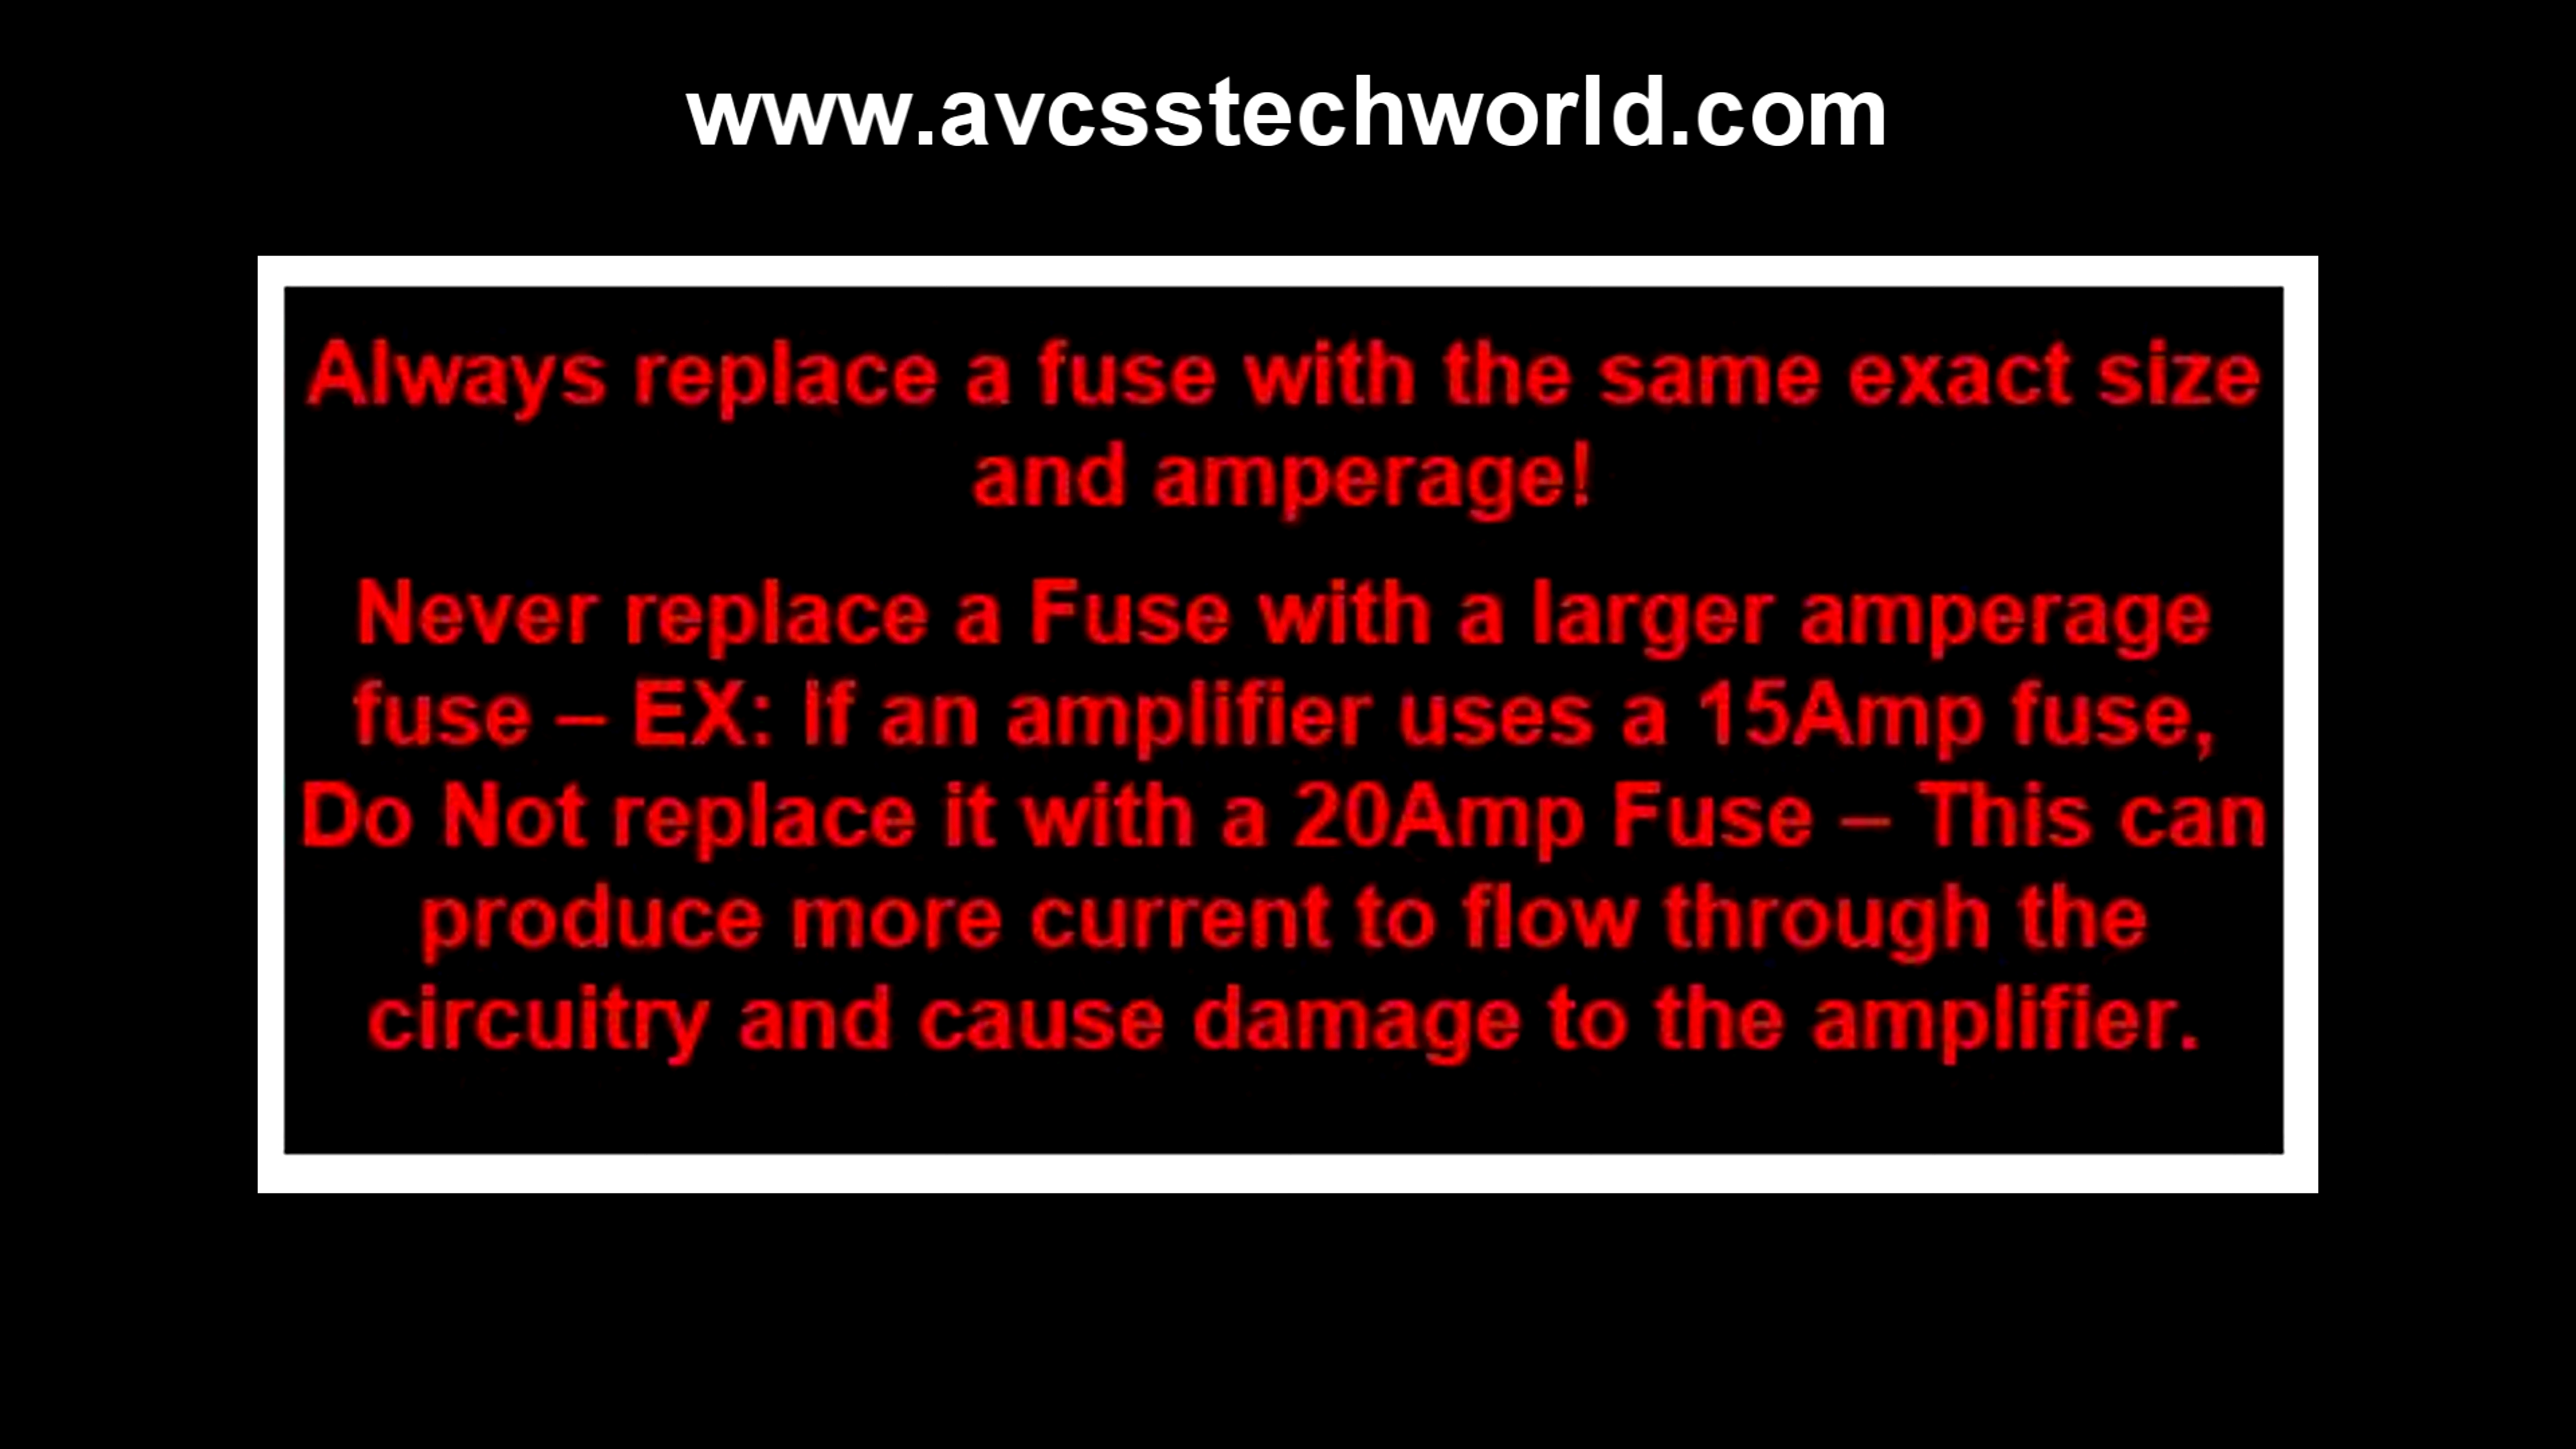 www.avcsstechworld.com
Always replace a fuse with the same exact size
and amperage!
Never replace a Fuse with a larger amperage
fuse – EX: If an amplifier uses a 15Amp fuse,
Do Not replace it with a 20Amp Fuse – This can
produce more current to flow through the
circuitry and cause damage to the amplifier.